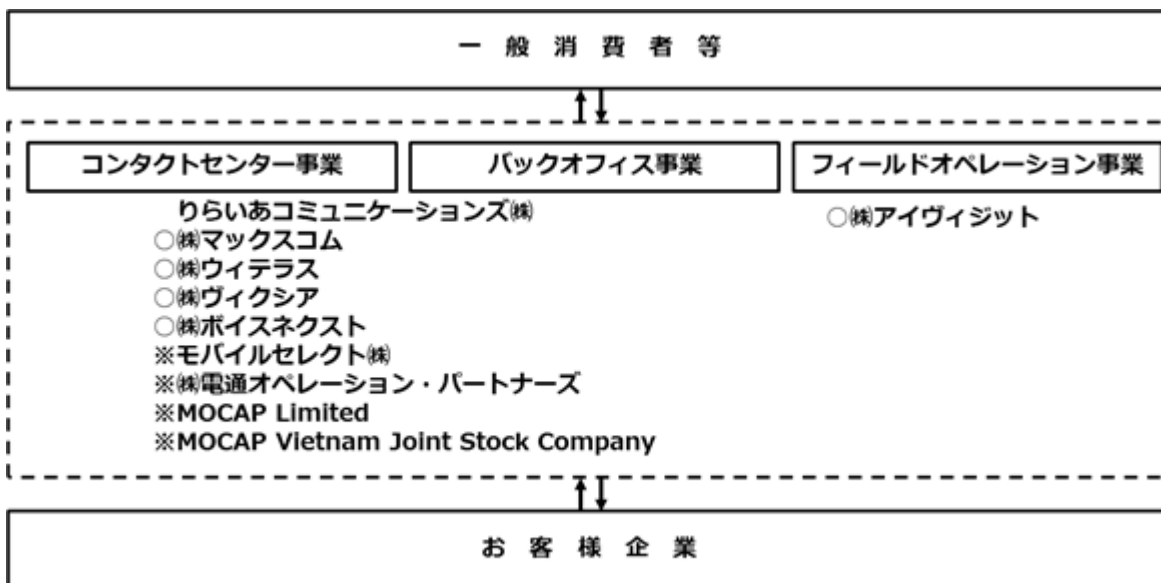 一般消費者等
コンタクトセンター事業
バックオフィス事業
フィールドオペレーション事業
りらいあコミュニケーションズ㈱
○㈱アイヴィジット
○㈱マックスコム
○㈱ウィテラス
○㈱ヴィクシア
○㈱ボイスネクスト
※モバイルセレクト㈱
※㈱電通オペレーション・パートナーズ
※MOCAP Limited
※MOCAP Vietnam Joint Stock Company
お客様企業